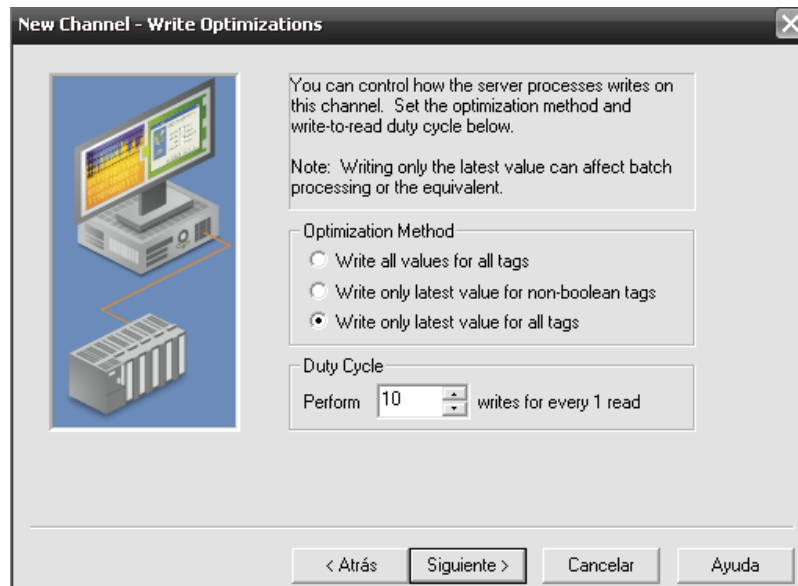 New Channel - Write Optimizations
You can control how the server processes writes on
this channel. Set the optimization method and
write-to-read duty cycle below.
Note: Writing only the latest value can affect batch
processing or the equivalent.
Optimization Method
Write all values for all tags
Write only latest value for non-boolean tags
Write only latest value for all tags
Duty Cycle
Perform 10 writes for every 1 read
< Atrás Siguiente > Cancelar Ayuda